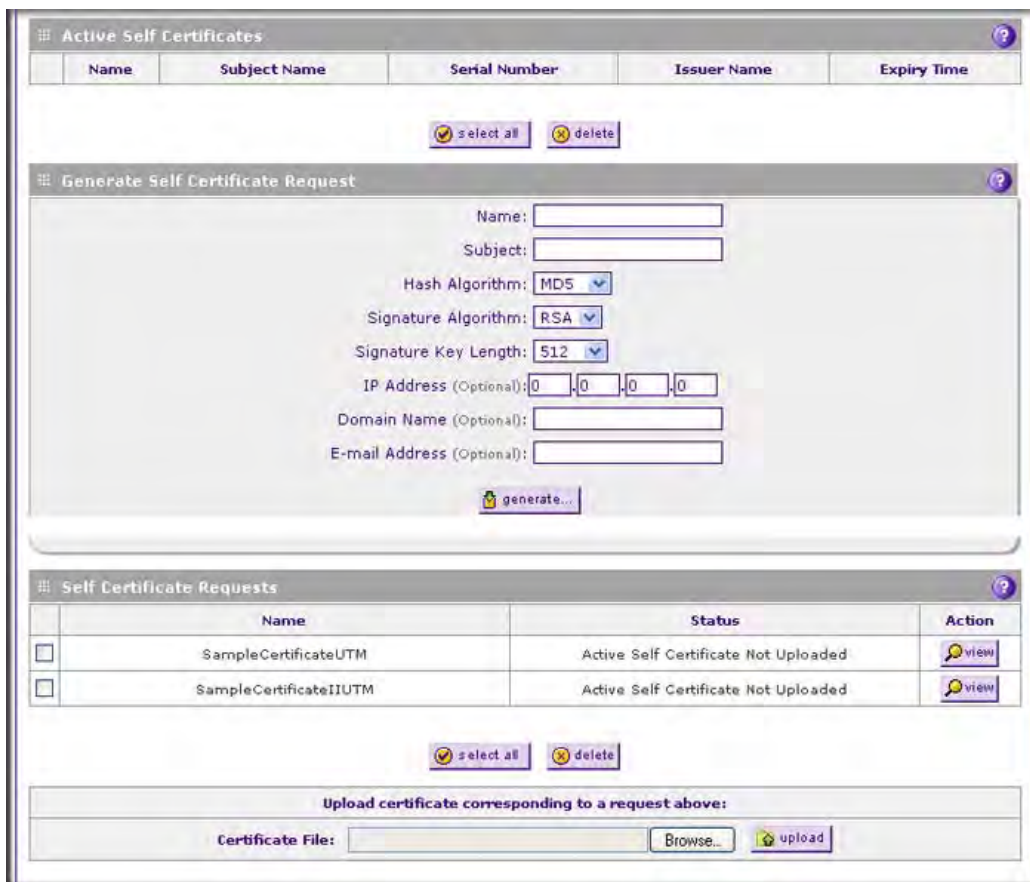 Active Self Certificates
Name Subject Name Serial Number Issuer Name Expiry Time
select all delete
Generate Self Certificate Request
Name:
Subject:
Hash Algorithm: MD5
Signature Algorithm: RSA
Signature Key Length: 512
IP Address (Optional): 0 .0 .0 .0
Domain Name (Optional):
E-mail Address (Optional):
generate...
Self Certificate Requests
Name Status Action
SampleCertificateUTM Active Self Certificate Not Uploaded view
SampleCertificateIIUTM Active Self Certificate Not Uploaded view
select all delete
Upload certificate corresponding to a request above:
Certificate File: Browse... upload